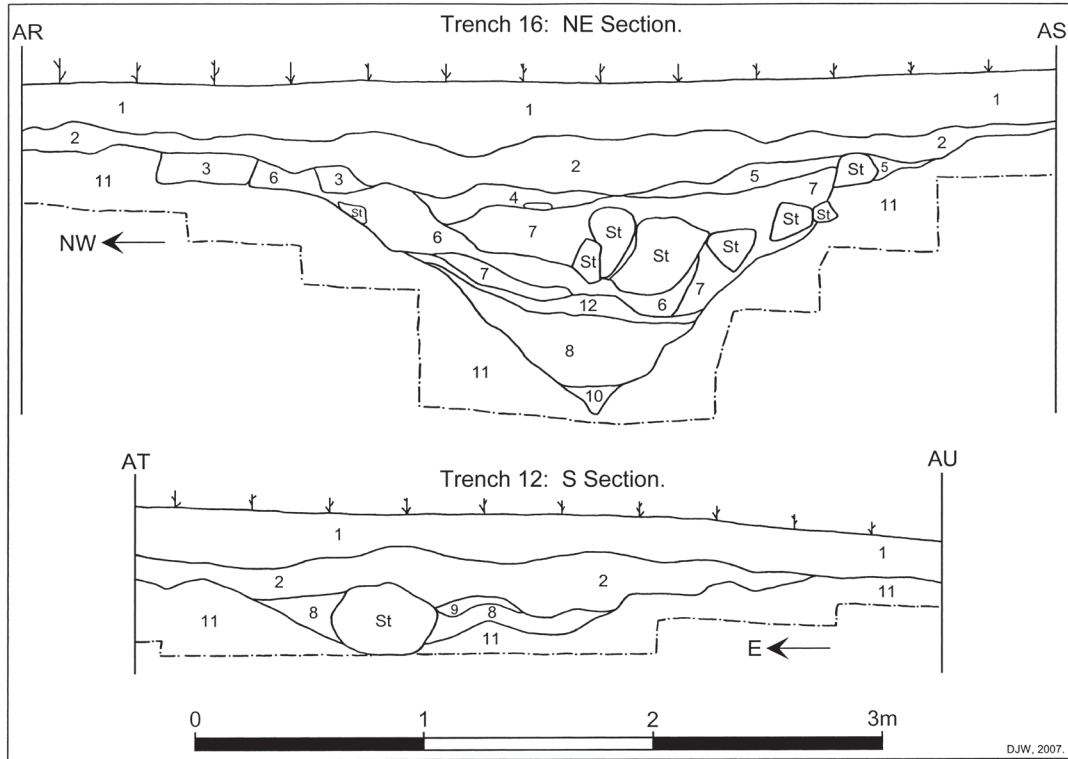 Trench 16: NE Section.
AR AS
1 1 1
2 2 2
3 6 3 5 St 5
11 4 7 11
St 7 St St St
NW 6 St St St
7 12 6 7
8
11
10
Trench 12: S Section.
AT AU
1 1
2 2
11
8 St 9 8
11 11
E
0 1 2 3m
DJW, 2007.